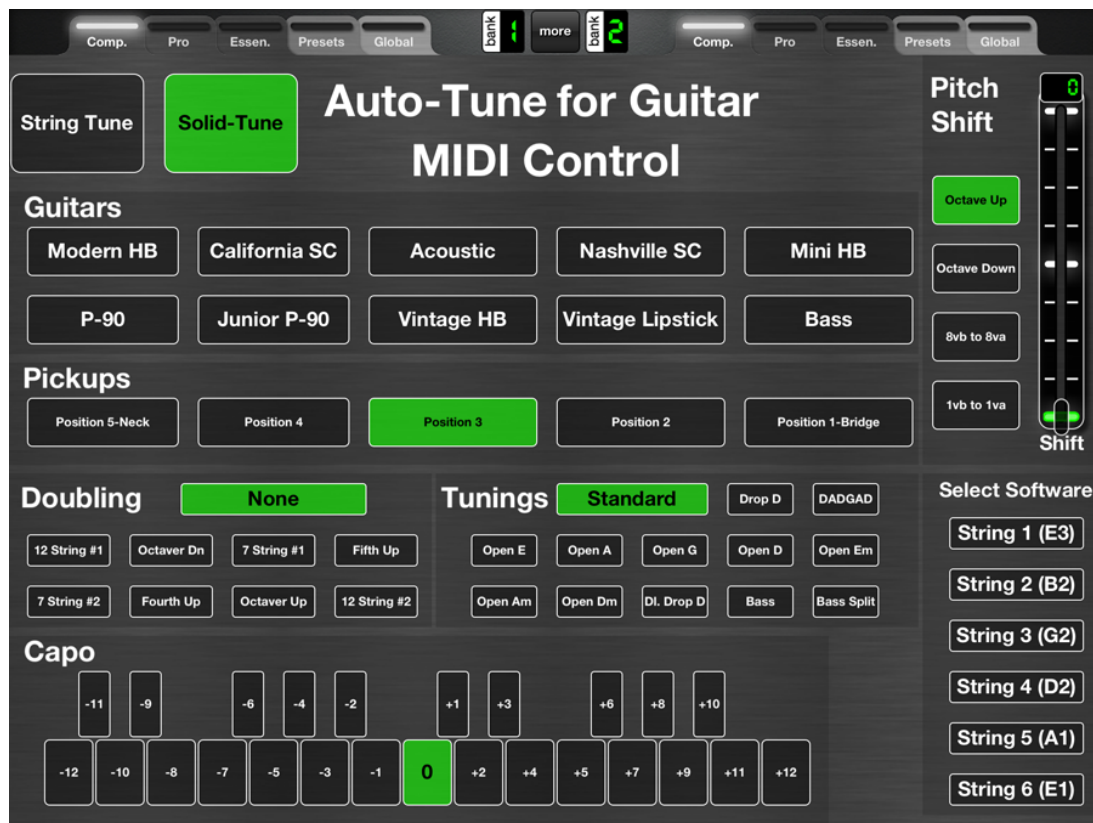 Comp. Pro Essen. Presets Global bank 1 more bank 2 Comp. Pro Essen. Presets Global
String Tune Solid-Tune
Auto-Tune for Guitar
MIDI Control
Guitars
Modern HB California SC Acoustic Nashville SC Mini HB
P-90 Junior P-90 Vintage HB Vintage Lipstick Bass
Pickups
Position 5-Neck Position 4 Position 3 Position 2 Position 1-Bridge
Pitch
Shift
0
Octave Up
Octave Down
8vb to 8va
1vb to 1va
Shift
Doubling None
12 String #1 Octaver Dn 7 String #1 Fifth Up
7 String #2 Fourth Up Octaver Up 12 String #2
Tunings Standard Drop D DADGAD
Open E Open A Open G Open D Open Em
Open Am Open Dm Dl. Drop D Bass Bass Split
Select Software
String 1 (E3)
String 2 (B2)
String 3 (G2)
String 4 (D2)
String 5 (A1)
String 6 (E1)
Capo
-11 -9 -6 -4 -2 +1 +3 +6 +8 +10
-12 -10 -8 -7 -5 -3 -1 0 +2 +4 +5 +7 +9 +11 +12